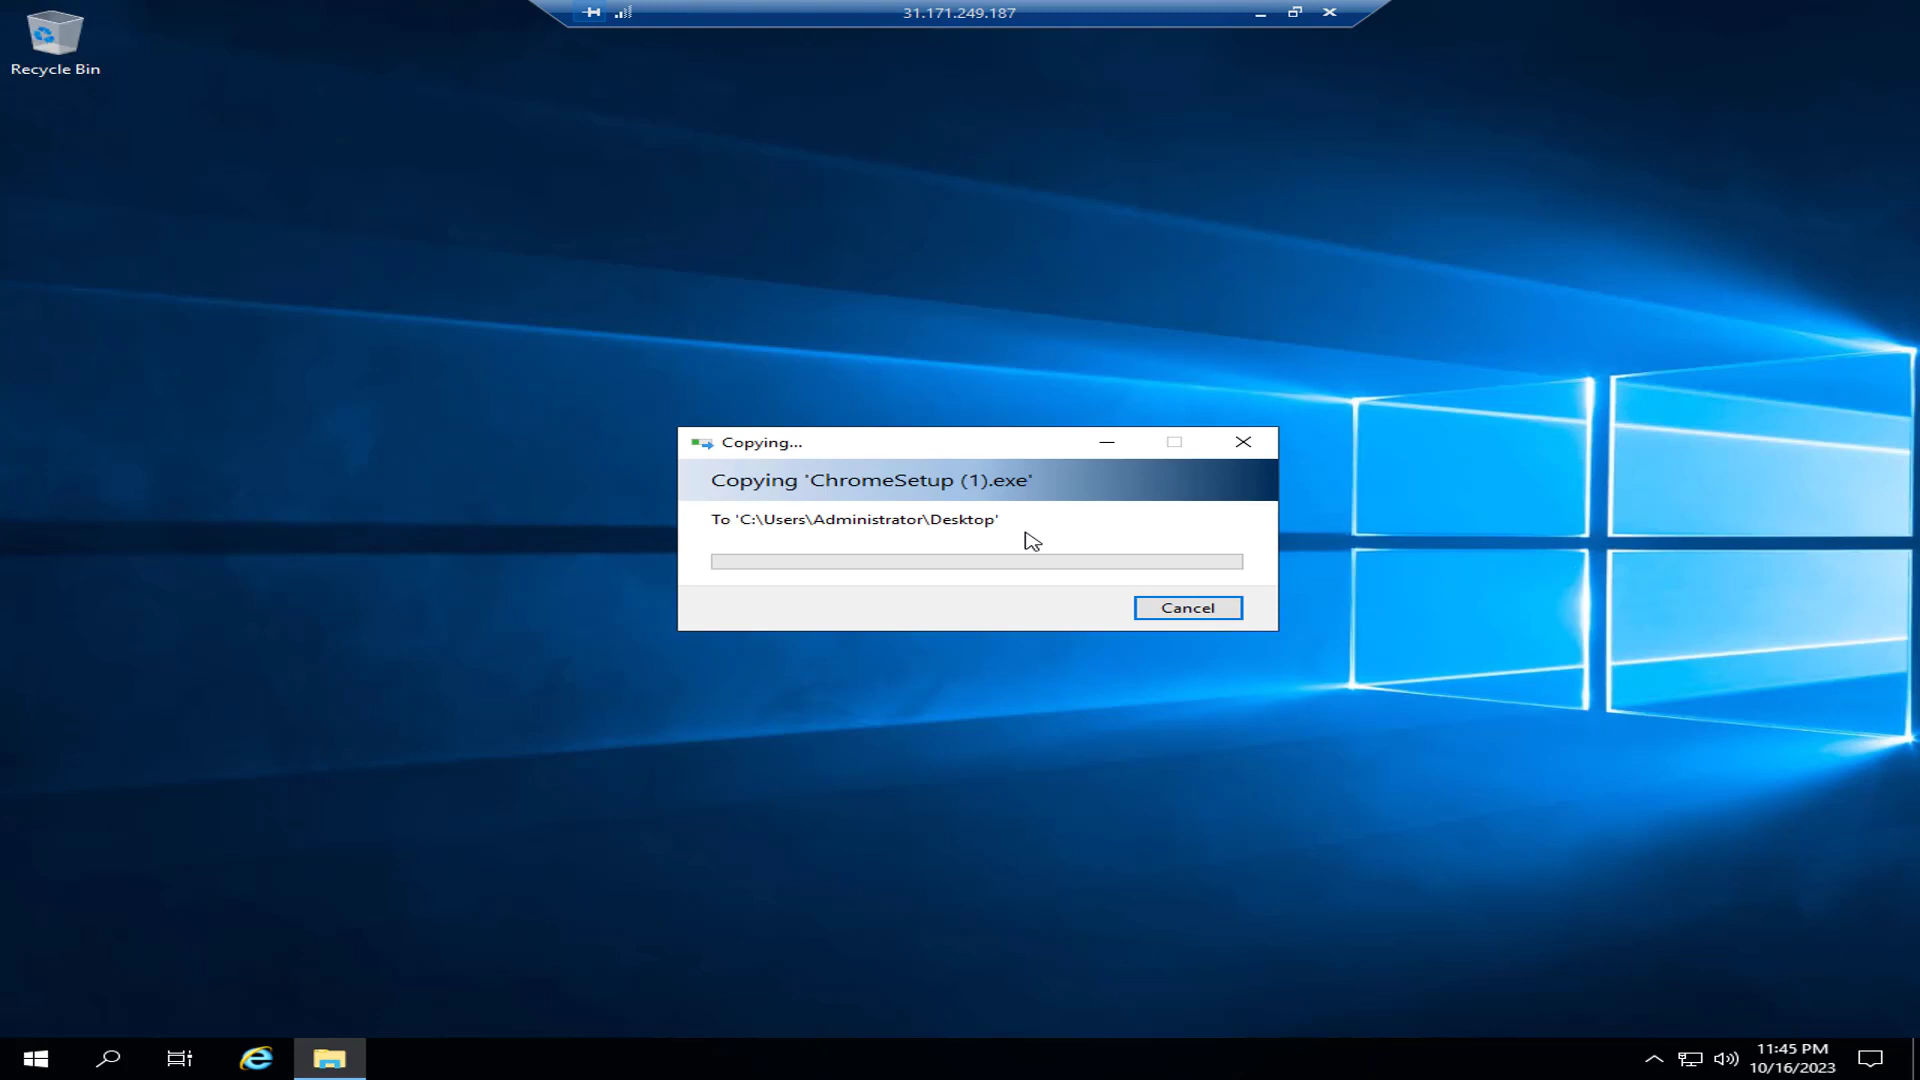 31.171.249.187
Recycle Bin
Copying...
Copying 'ChromeSetup (1).exe'
To 'C:\Users\Administrator\Desktop'
Cancel
11:45 PM
10/16/2023